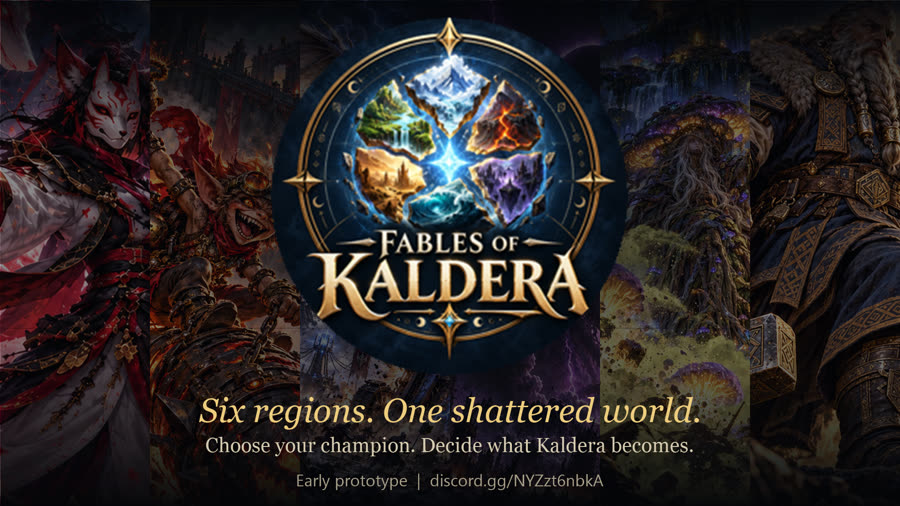 FABLES OF
KALDERA
Six regions. One shattered world.
Choose your champion. Decide what Kaldera becomes.
Early prototype | discord.gg/NYZzt6nbkA